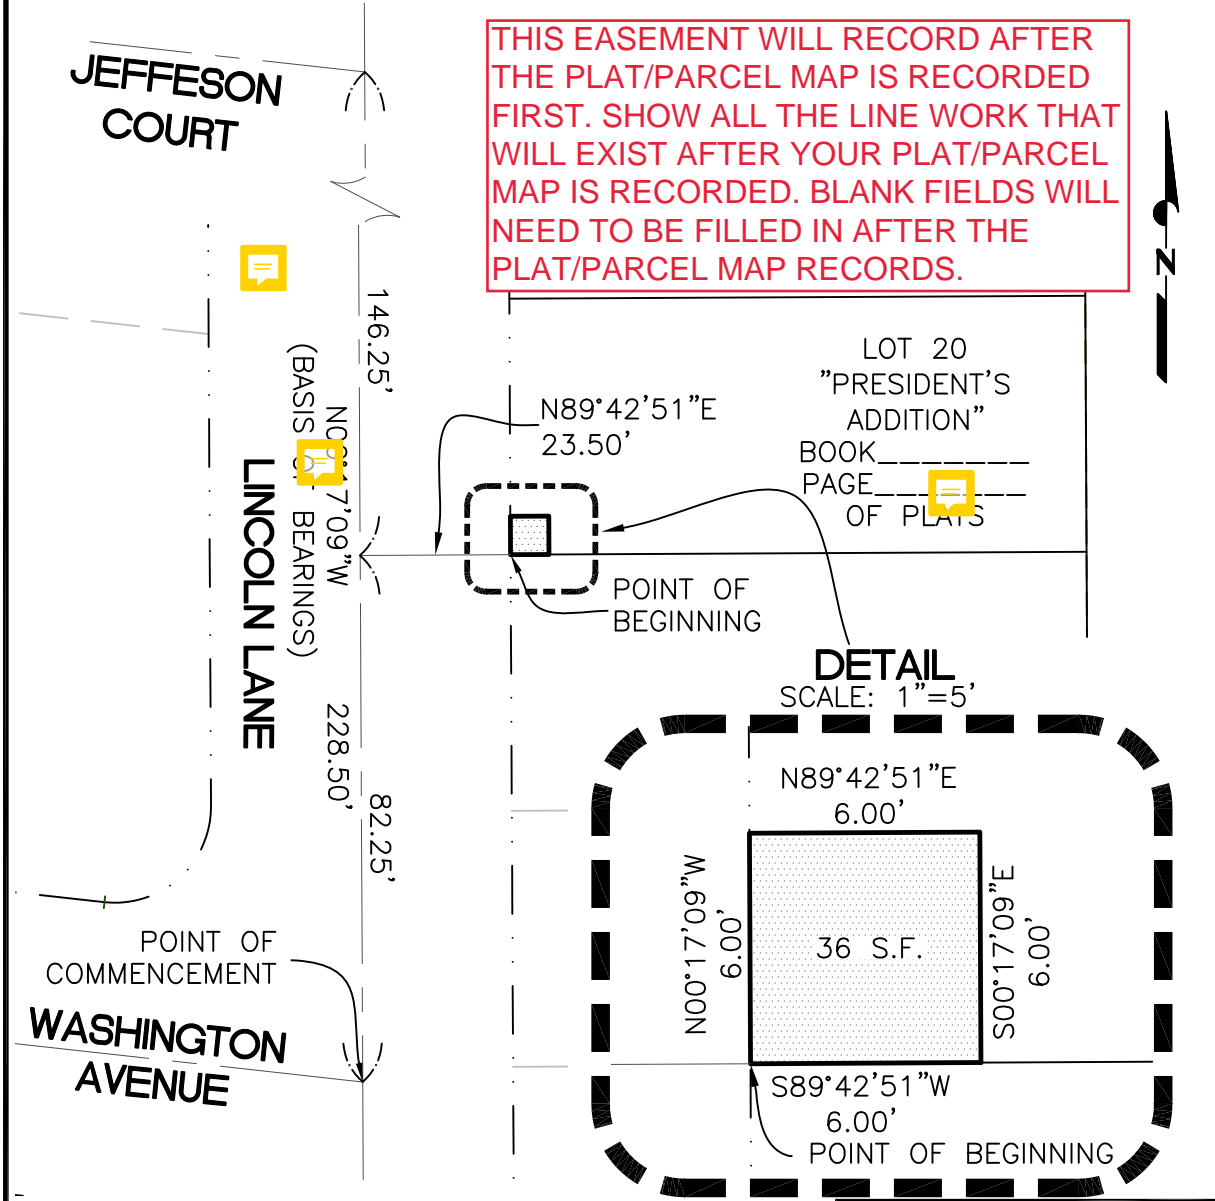 THIS EASEMENT WILL RECORD AFTER
THE PLAT/PARCEL MAP IS RECORDED
FIRST. SHOW ALL THE LINE WORK THAT
WILL EXIST AFTER YOUR PLAT/PARCEL
MAP IS RECORDED. BLANK FIELDS WILL
NEED TO BE FILLED IN AFTER THE
PLAT/PARCEL MAP RECORDS.
JEFFESON
COURT
N
146.25'
(BASIS BEARINGS)
LINCOLN LANE
228.50'
82.25'
N89°42'51"E
23.50'
LOT 20
"PRESIDENT'S
ADDITION"
BOOK_______
PAGE_______
OF PLATS
POINT OF
BEGINNING
DETAIL
SCALE: 1"=5'
N89°42'51"E
6.00'
N00°17'09"W
6.00'
36 S.F.
S00°17'09"E
6.00'
S89°42'51"W
6.00'
POINT OF BEGINNING
POINT OF
COMMENCEMENT
WASHINGTON
AVENUE